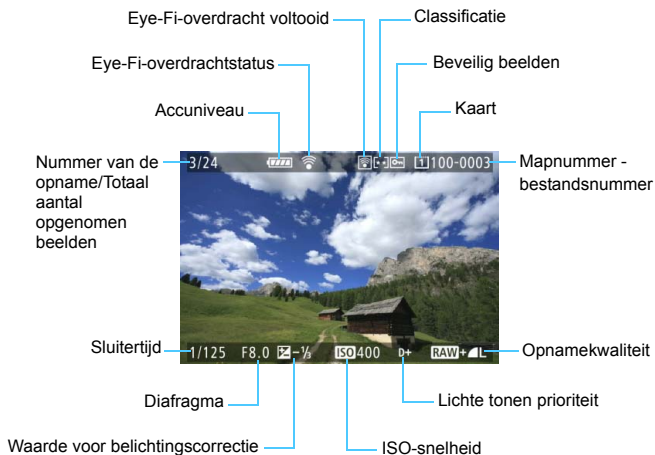 Eye-Fi-overdracht voltooid
Classificatie
Eye-Fi-overdrachtstatus
Beveilig beelden
Accuniveau
Kaart
Nummer van de
opname/Totaal
aantal
opgenomen
beelden
3/24
1 100-0003
Mapnummer -
bestandsnummer
Sluitertijd
1/125 F8.0 -1/3 ISO 400 D+ RAW+L
Opnamekwaliteit
Diafragma
Lichte tonen prioriteit
Waarde voor belichtingscorrectie
ISO-snelheid